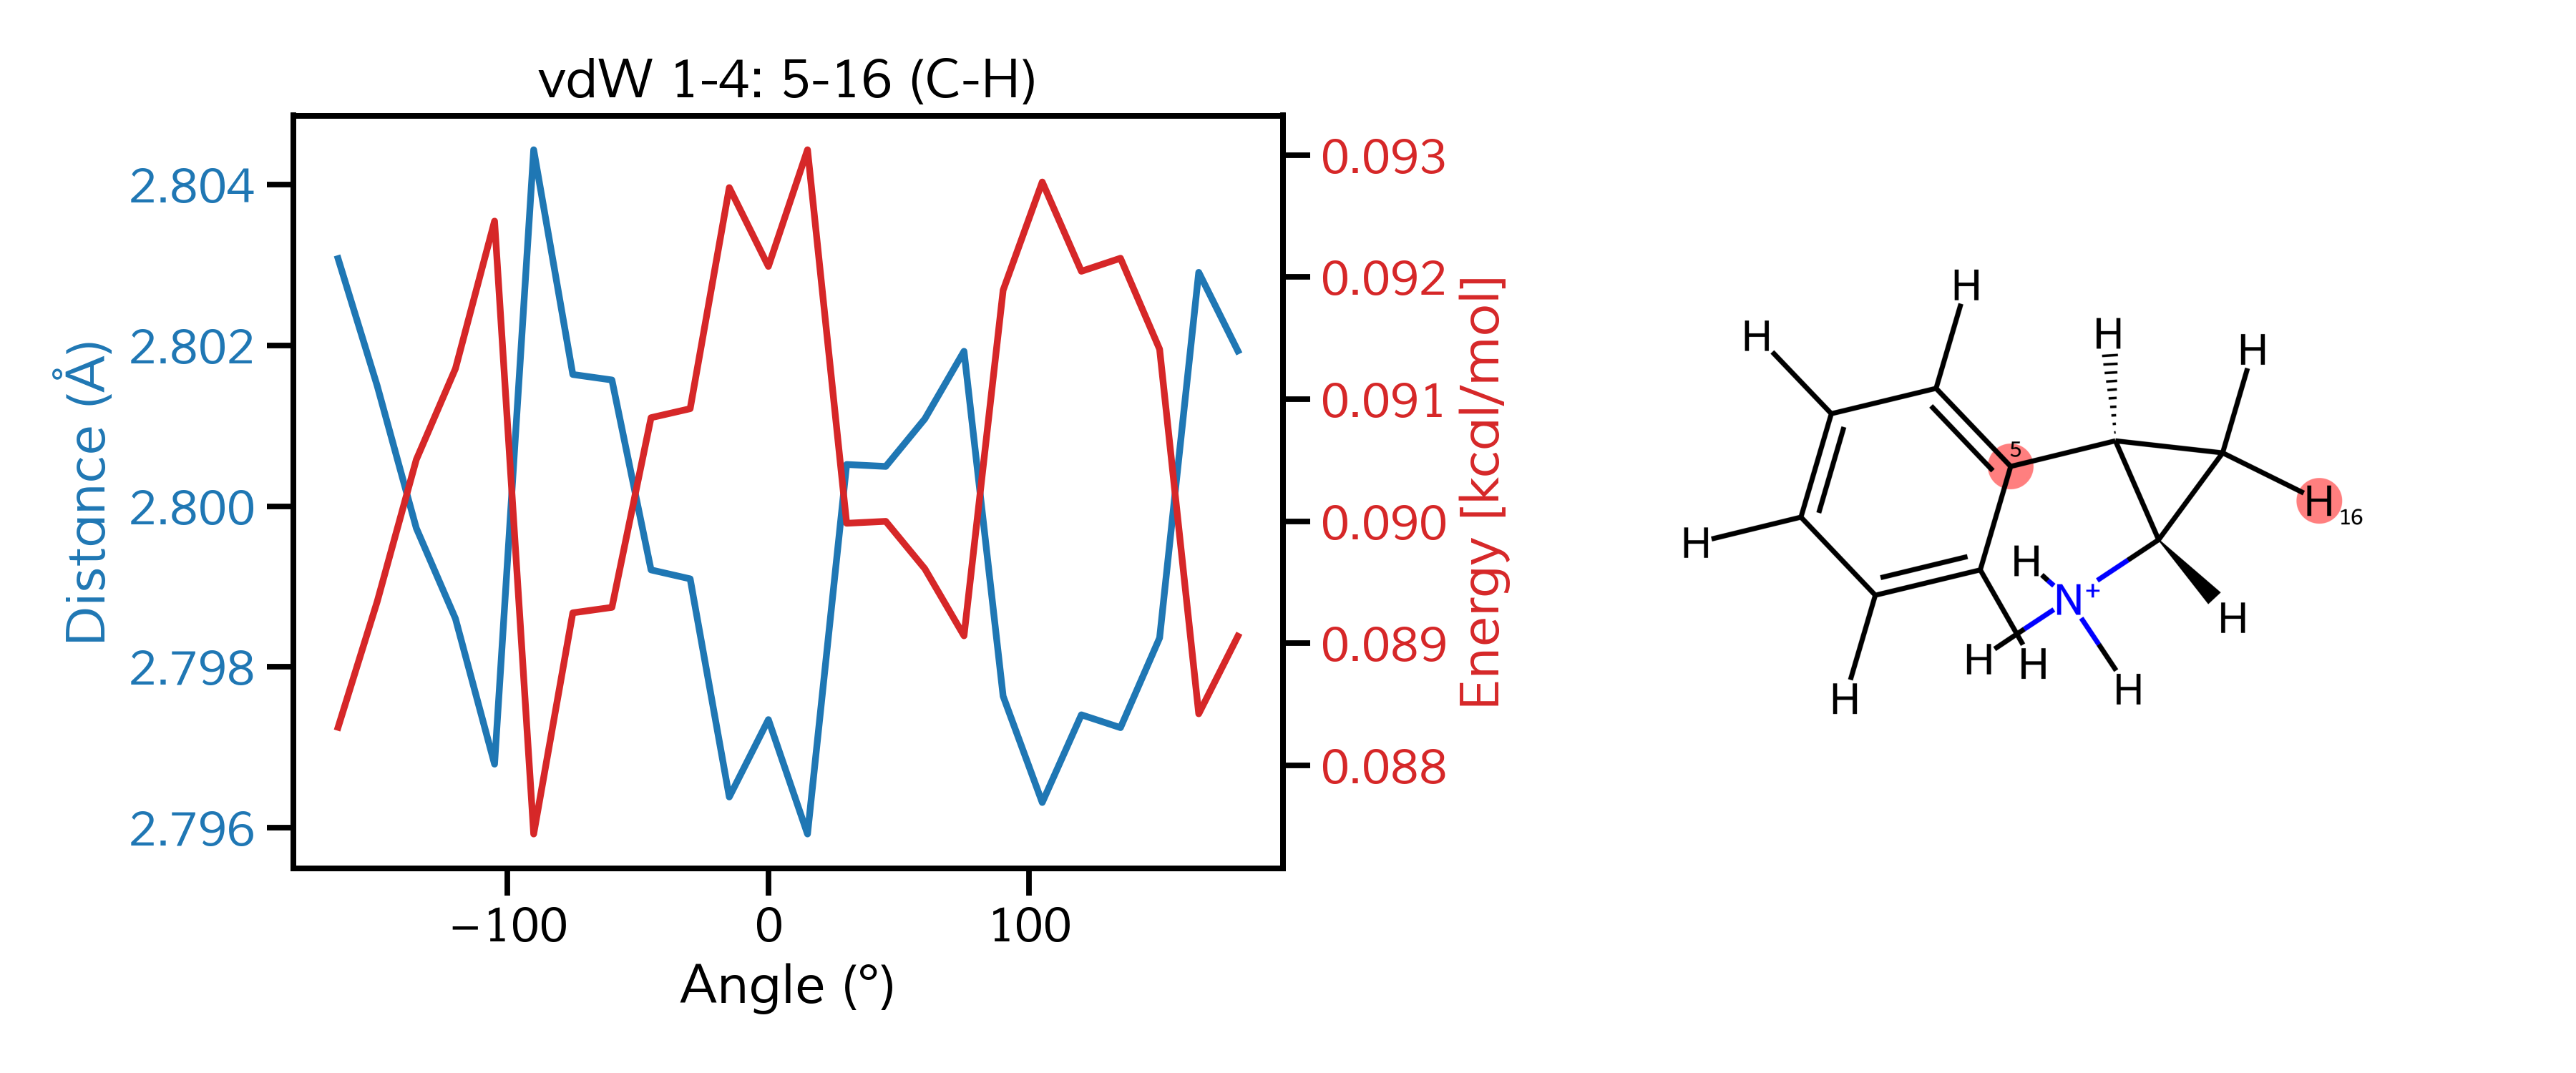 vdW 1-4: 5-16 (C-H)
Distance (Å)
2.804
2.802
2.800
2.798
2.796
0.093
0.092
0.091
0.090
0.089
0.088
Energy [kcal/mol]
−100 0 100
Angle (°)
H
H
H
H
5
H
16
H
H
N+
H
H
H
H
H